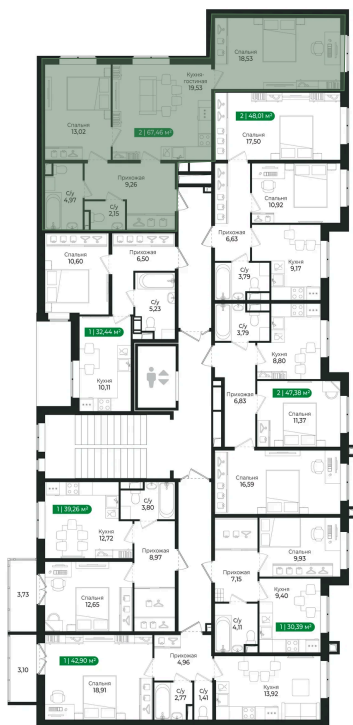 Спальня
18,53
Кухня-
гостиная
19,53
Спальня
13,02
2 | 67,46 м²
2 | 48,01 м²
Спальня
17,50
Прихожая
9,26
С/у
4,97
С/у
2,15
Спальня
10,92
Прихожая
6,63
Кухня
9,17
С/у
3,79
Спальня
10,60
Прихожая
6,50
С/у
5,23
1 | 32,44 м²
Кухня
10,11
С/у
3,79
Кухня
8,80
2 | 47,38 м²
Спальня
11,37
Прихожая
6,83
Спальня
16,59
1 | 39,26 м²
Кухня
12,72
С/у
3,80
Прихожая
8,97
Спальня
9,93
Прихожая
7,15
3,73
Спальня
12,65
С/у
4,11
Кухня
9,40
1 | 30,39 м²
3,10
1 | 42,90 м²
Спальня
18,91
Прихожая
4,96
С/у
2,77
С/у
1,41
Кухня
13,92